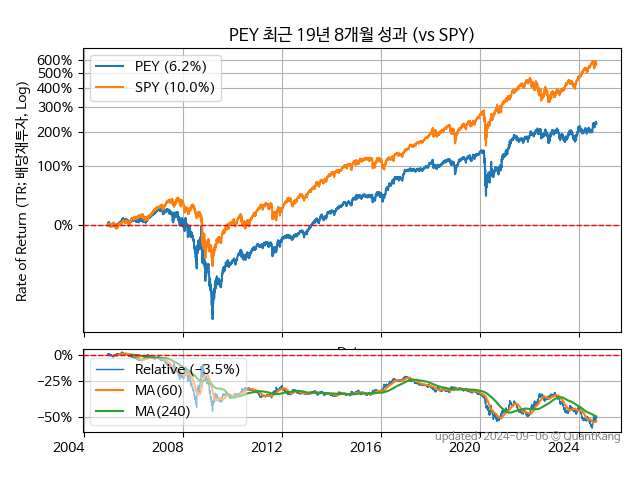 PEY 최근 19년 8개월 성과 (vs SPY)
PEY (6.2%)
SPY (10.0%)
600%
500%
400%
300%
200%
100%
0%
Rate of Return (TR: 배당재투자, Log)
Relative (−3.5%)
MA(60)
MA(240)
0%
−25%
−50%
2004
2008
2012
2016
2020
2024
updated: 2024-09-06 © QuantKang